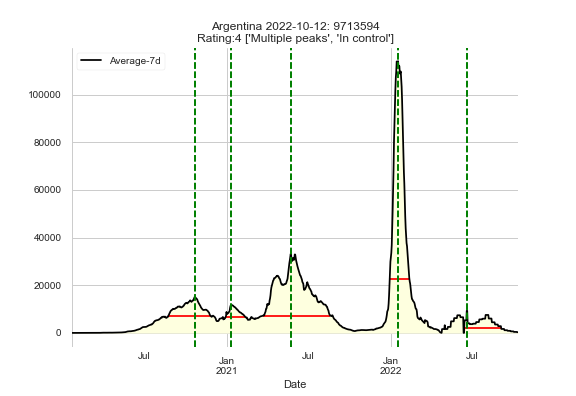 Argentina 2022-10-12: 9713594
Rating:4 ['Multiple peaks', 'In control']
Average-7d
100000
80000
60000
40000
20000
0
Jul
Jan
2021
Jul
Jan
2022
Jul
Date